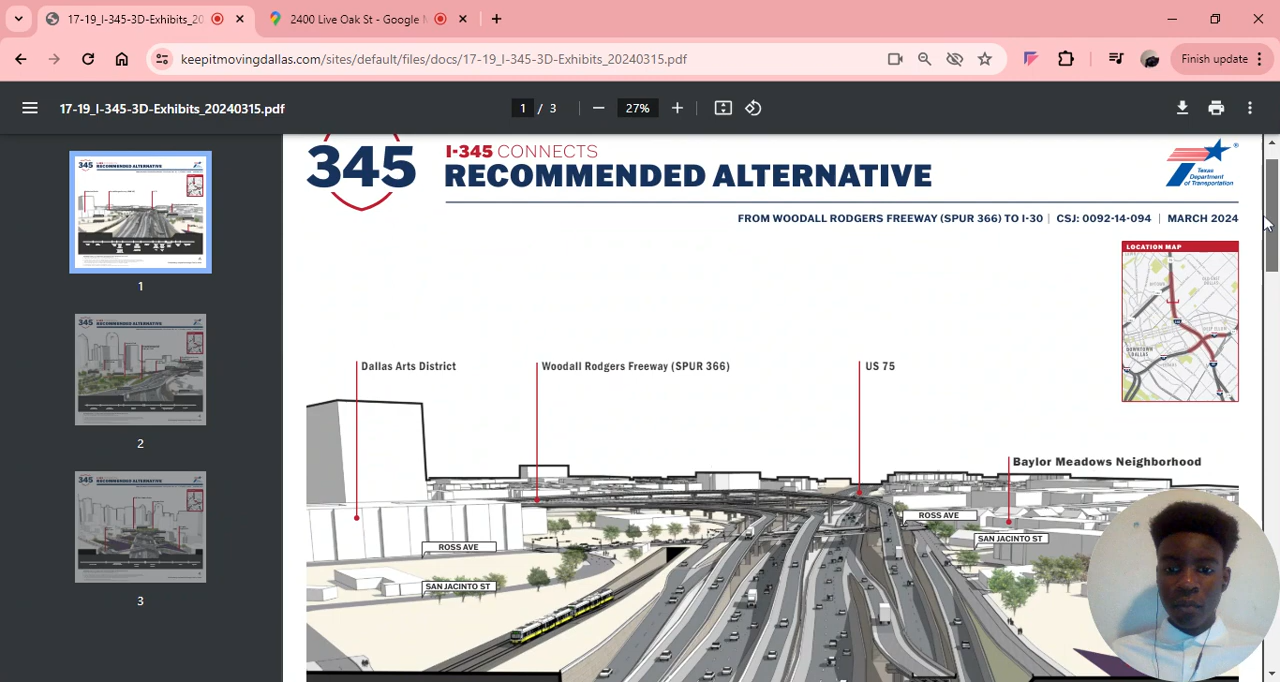 17-19_I-345-3D-Exhibits_20
2400 Live Oak St - Google
keepitmovingdallas.com/sites/default/files/docs/17-19_I-345-3D-Exhibits_20240315.pdf
Finish update
17-19_I-345-3D-Exhibits_20240315.pdf
1 / 3
27%
1
2
3
345
I-345 CONNECTS
RECOMMENDED ALTERNATIVE
Texas
Department
of Transportation
FROM WOODALL RODGERS FREEWAY (SPUR 366) TO I-30 | CSJ: 0092-14-094 | MARCH 2024
LOCATION MAP
DOWNTOWN
DALLAS
Dallas Arts District
Woodall Rodgers Freeway (SPUR 366)
US 75
Baylor Meadows Neighborhood
ROSS AVE
SAN JACINTO ST
ROSS AVE
SAN JACINTO ST